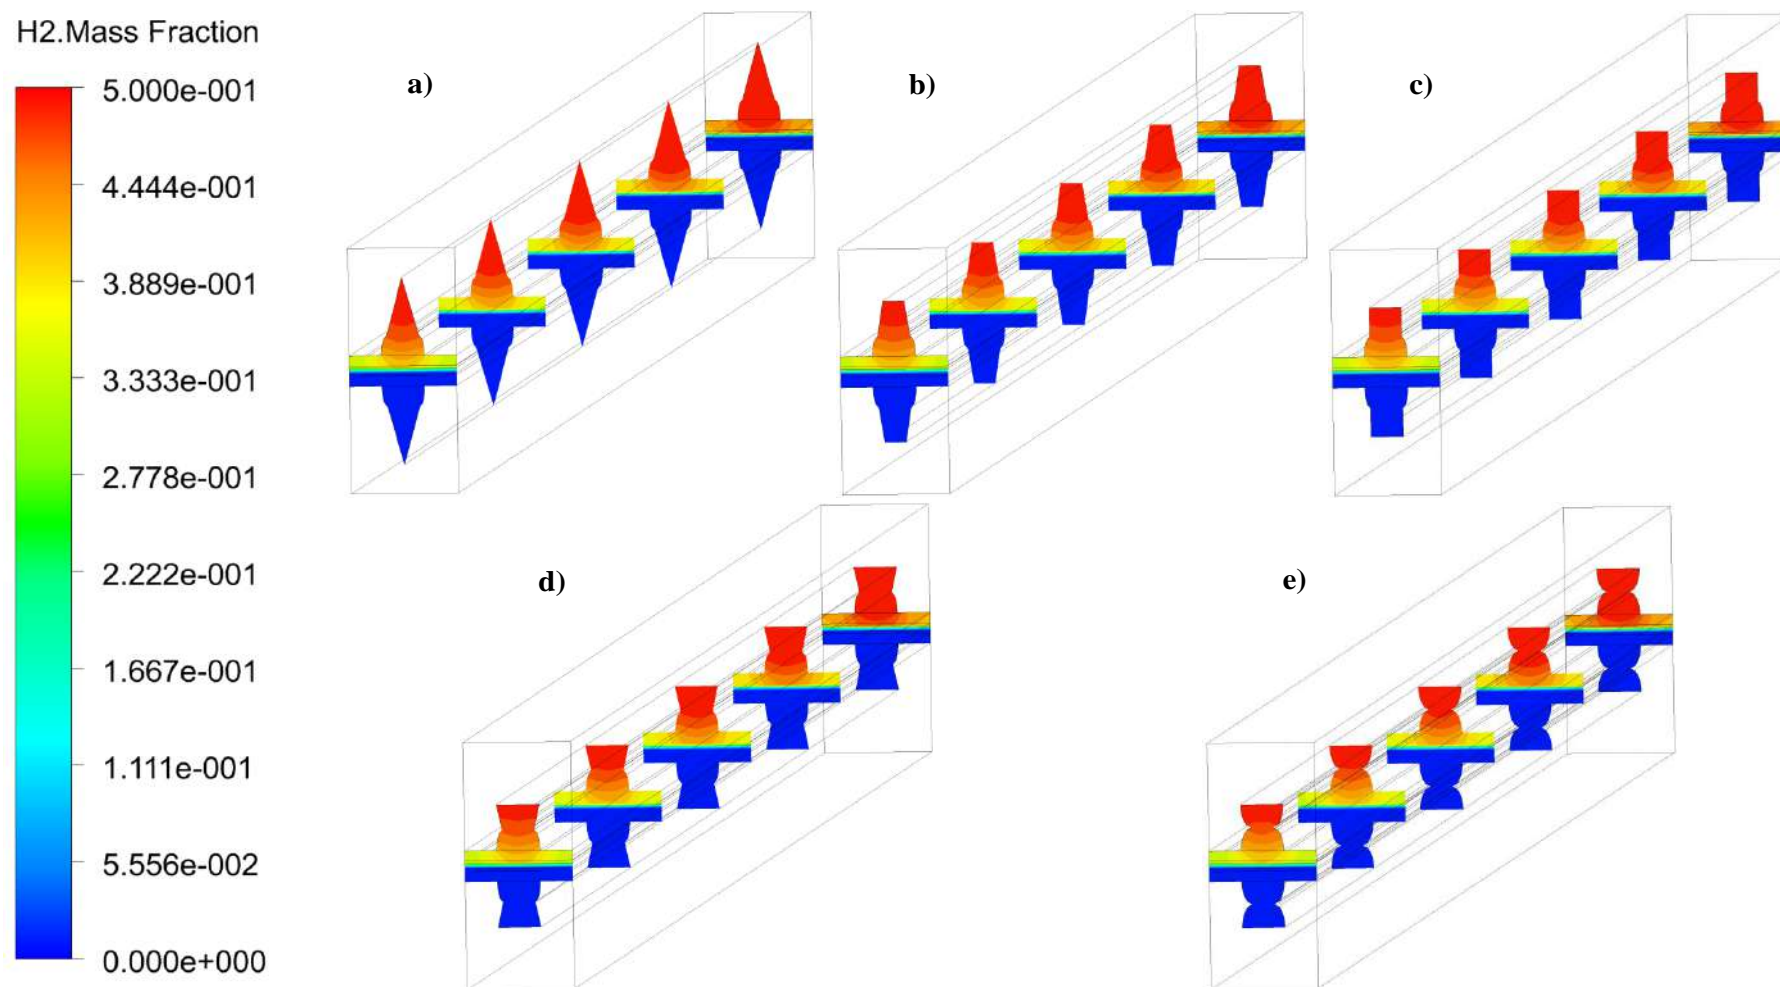 H2.Mass Fraction
5.000e-001
4.444e-001
3.889e-001
3.333e-001
2.778e-001
2.222e-001
1.667e-001
1.111e-001
5.556e-002
0.000e+000
a)
b)
c)
d)
e)